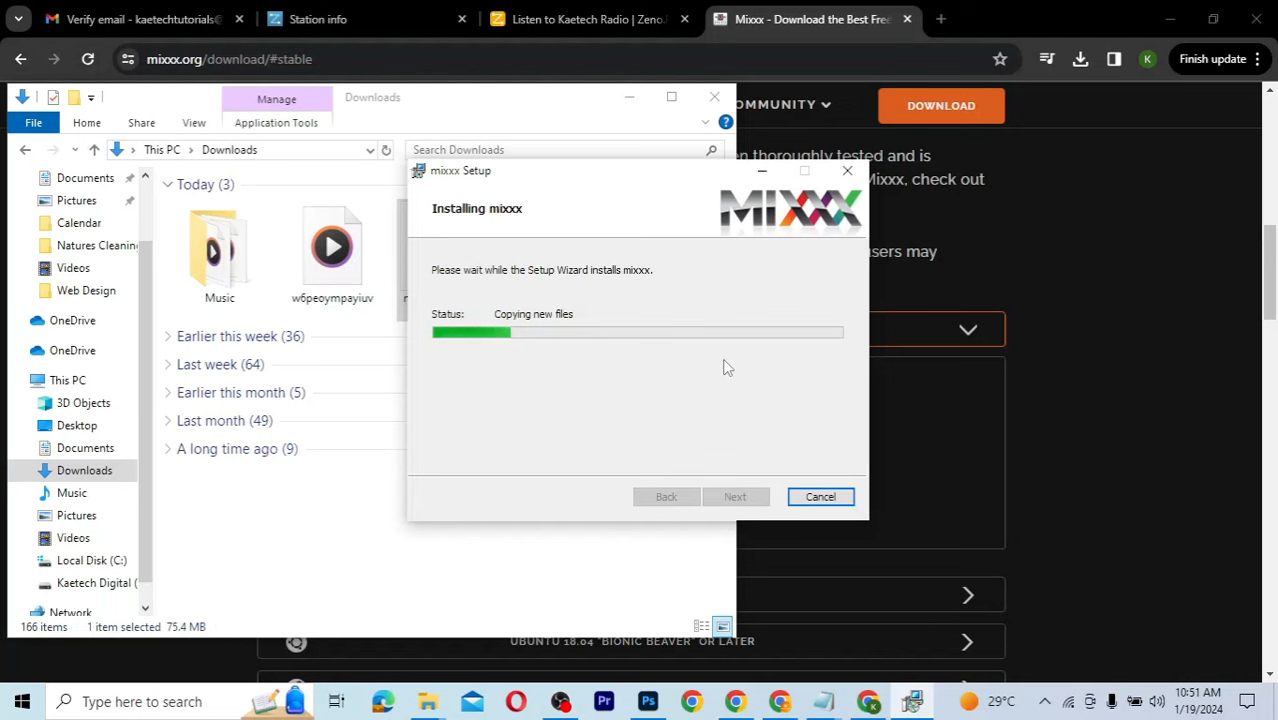 Verify email - kaetechtutorials@
Station info
Listen to Kaetech Radio | Zeno.
Mixxx - Download the Best Free
mixxx.org/download/#stable
K
Finish update
Manage
Downloads
File
Home
Share
View
Application Tools
This PC
Downloads
Search Downloads
Documents
Pictures
Calendar
Natures Cleanin
Videos
Web Design
OneDrive
OneDrive
This PC
3D Objects
Desktop
Documents
Downloads
Music
Pictures
Videos
Local Disk (C:)
Kaetech Digital (
Network
Today (3)
Music
w6peoympayiuv
Earlier this week (36)
Last week (64)
Earlier this month (5)
Last month (49)
A long time ago (9)
166 items
1 item selected 75.4 MB
mixxx Setup
Installing mixxx
MIXXX
Please wait while the Setup Wizard installs mixxx.
Status: Copying new files
Back
Next
Cancel
OMMUNITY
DOWNLOAD
n thoroughly tested and is
Mixxx, check out
users may
UBUNTU 18.04 "BIONIC BEAVER" OR LATER
Type here to search
29°C
10:51 AM
1/19/2024